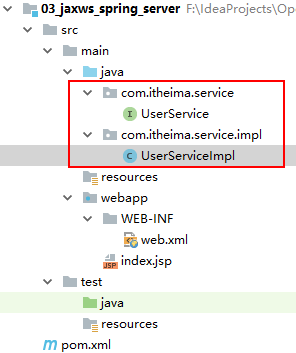 03_jaxws_spring_server F:\IdeaProjects\Op
src
main
java
com.itheima.service
I UserService
com.itheima.service.impl
C UserServiceImpl
resources
webapp
WEB-INF
web.xml
JSP index.jsp
test
java
resources
m pom.xml